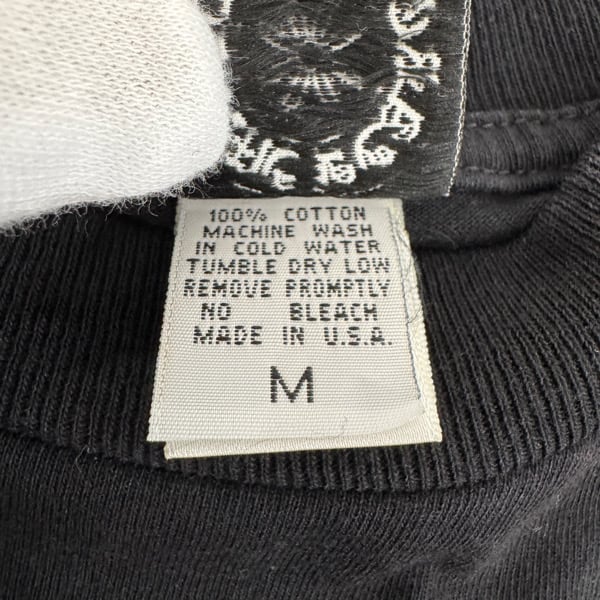 100% COTTON
MACHINE WASH
IN COLD WATER
TUMBLE DRY LOW
REMOVE PROMPTLY
NO BLEACH
MADE IN U.S.A.
M